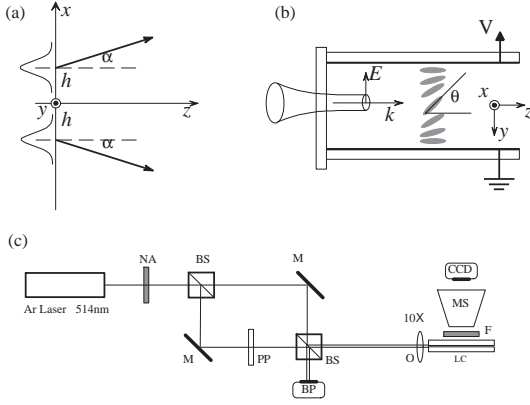 (a)
x
α
h
y
z
h
α
(b)
V
E
θ
k
x
z
y
(c)
NA
BS
M
CCD
MS
10X
F
Ar Laser 514nm
M
PP
BS
O
LC
BP